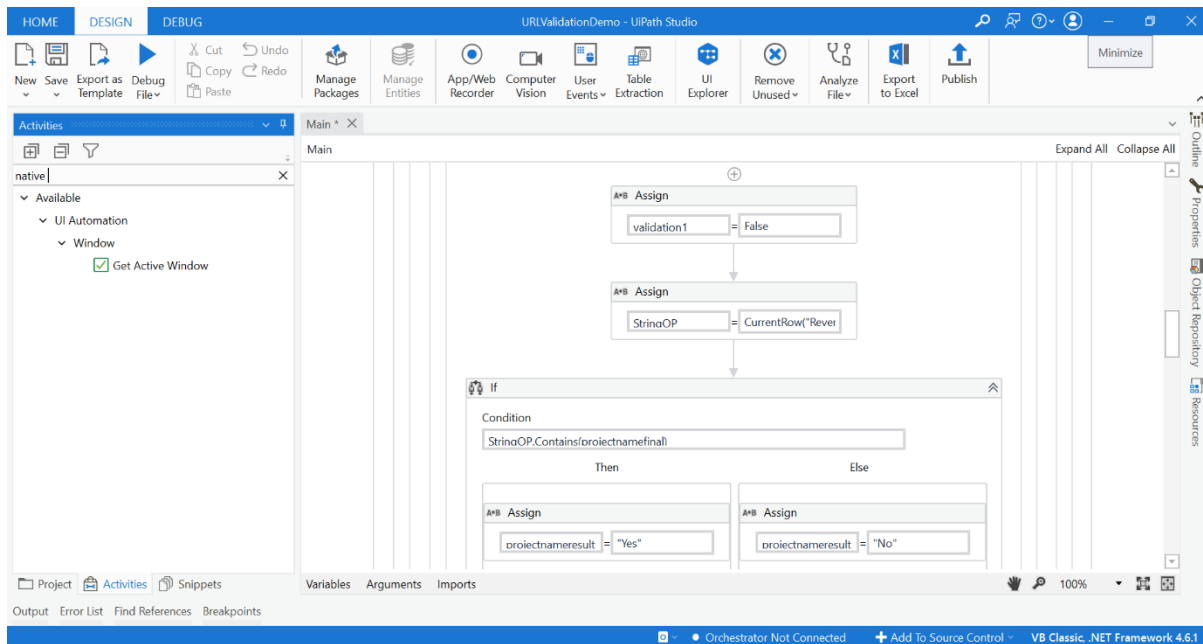 HOME DESIGN DEBUG URLValidationDemo - UiPath Studio
New Save Export as Template Debug File
Cut Copy Paste
Undo Redo
Manage Packages
Manage Entities
App/Web Recorder
Computer Vision
User Events
Table Extraction
UI Explorer
Remove Unused
Analyze File
Export to Excel
Publish
Minimize
Activities
native
Available
UI Automation
Window
Get Active Window
Project Activities Snippets
Main *
Main Expand All Collapse All
A*B Assign
validation1 = False
A*B Assign
StringOP = CurrentRow("Rever
If
Condition
StringOP.Contains(projectnamefinal)
Then Else
A*B Assign A*B Assign
projectnameresult = "Yes" projectnameresult = "No"
Variables Arguments Imports 100%
Outline
Properties
Object Repository
Resources
Output Error List Find References Breakpoints
Orchestrator Not Connected Add To Source Control VB Classic, .NET Framework 4.6.1